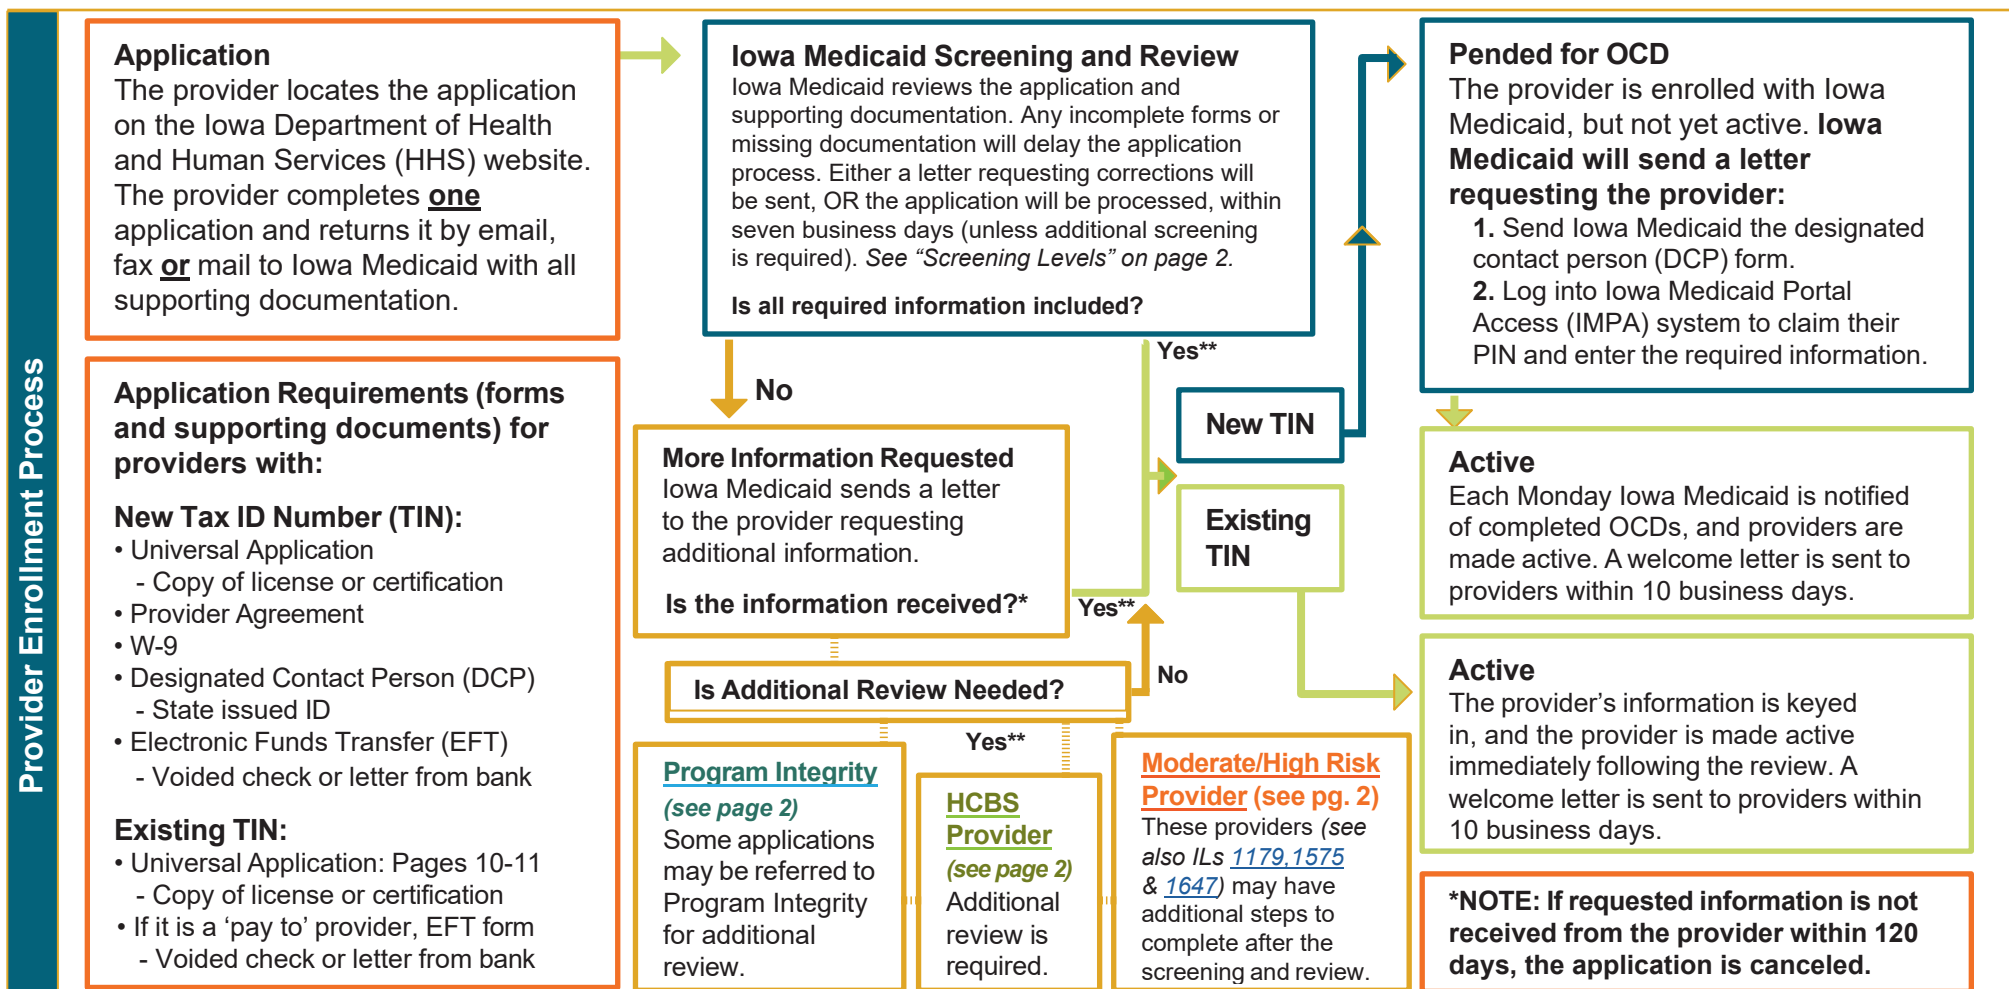 Provider Enrollment Process
Application
The provider locates the application
on the Iowa Department of Health
and Human Services (HHS) website.
The provider completes one
application and returns it by email,
fax or mail to Iowa Medicaid with all
supporting documentation.
Application Requirements (forms
and supporting documents) for
providers with:
New Tax ID Number (TIN):
• Universal Application
- Copy of license or certification
• Provider Agreement
• W-9
• Designated Contact Person (DCP)
- State issued ID
• Electronic Funds Transfer (EFT)
- Voided check or letter from bank
Existing TIN:
• Universal Application: Pages 10-11
- Copy of license or certification
• If it is a ‘pay to’ provider, EFT form
- Voided check or letter from bank
Iowa Medicaid Screening and Review
Iowa Medicaid reviews the application and
supporting documentation. Any incomplete forms or
missing documentation will delay the application
process. Either a letter requesting corrections will
be sent, OR the application will be processed, within
seven business days (unless additional screening
is required). See “Screening Levels” on page 2.
Is all required information included?
No
Yes**
More Information Requested
Iowa Medicaid sends a letter
to the provider requesting
additional information.
Is the information received?*
Yes**
Is Additional Review Needed?
No
Yes**
Program Integrity
(see page 2)
Some applications
may be referred to
Program Integrity
for additional
review.
HCBS
Provider
(see page 2)
Additional
review is
required.
Moderate/High Risk
Provider (see pg. 2)
These providers (see
also ILs 1179,1575
& 1647) may have
additional steps to
complete after the
screening and review.
New TIN
Existing
TIN
Pended for OCD
The provider is enrolled with Iowa
Medicaid, but not yet active. Iowa
Medicaid will send a letter
requesting the provider:
1. Send Iowa Medicaid the designated
contact person (DCP) form.
2. Log into Iowa Medicaid Portal
Access (IMPA) system to claim their
PIN and enter the required information.
Active
Each Monday Iowa Medicaid is notified
of completed OCDs, and providers are
made active. A welcome letter is sent to
providers within 10 business days.
Active
The provider’s information is keyed
in, and the provider is made active
immediately following the review. A
welcome letter is sent to providers within
10 business days.
*NOTE: If requested information is not
received from the provider within 120
days, the application is canceled.